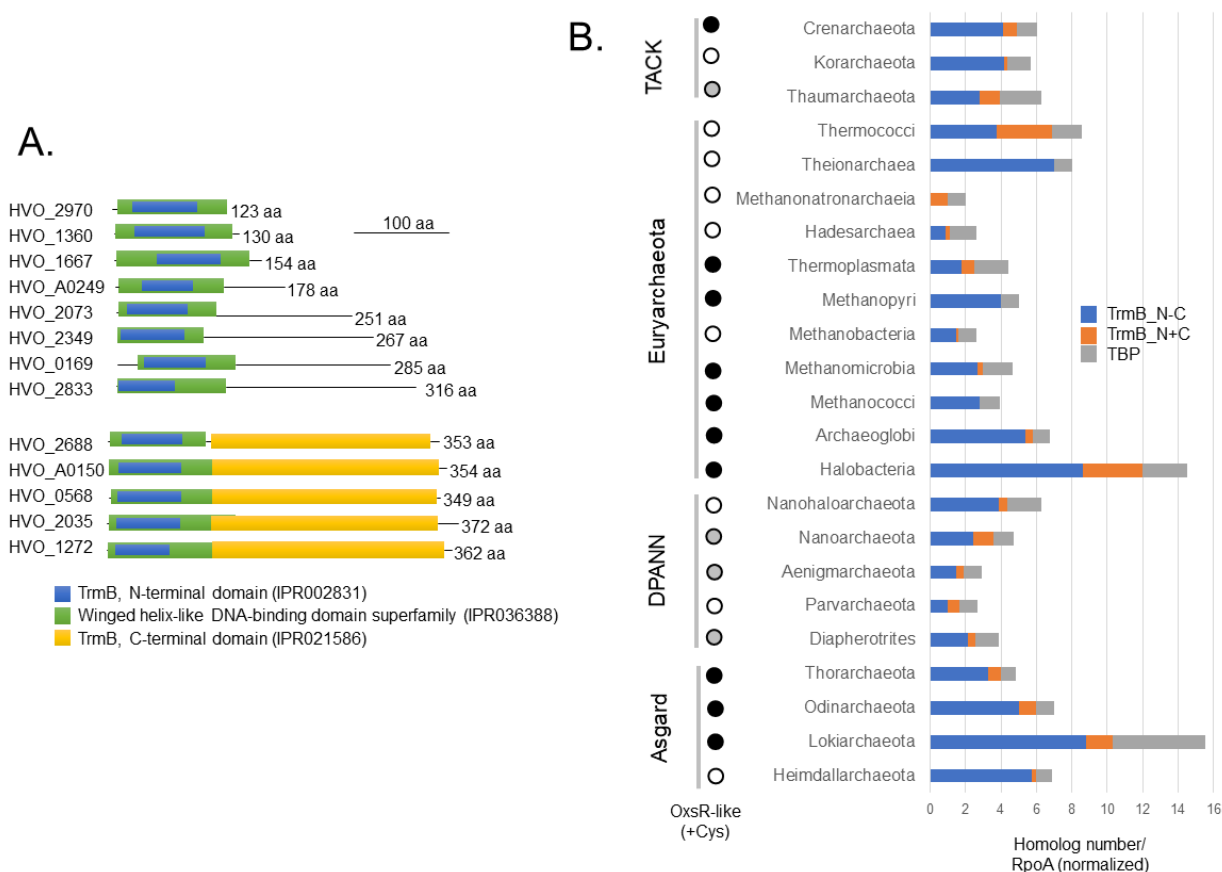 A.
HVO_2970 123 aa
HVO_1360 130 aa
100 aa
HVO_1667 154 aa
HVO_A0249 178 aa
HVO_2073 251 aa
HVO_2349 267 aa
HVO_0169 285 aa
HVO_2833 316 aa
HVO_2688 353 aa
HVO_A0150 354 aa
HVO_0568 349 aa
HVO_2035 372 aa
HVO_1272 362 aa
TrmB, N-terminal domain (IPR002831)
Winged helix-like DNA-binding domain superfamily (IPR036388)
TrmB, C-terminal domain (IPR021586)
B.
TACK
Crenarchaeota
Korarchaeota
Thaumarchaeota
Euryarchaeota
Thermococci
Theionarchaea
Methanonatronarchaeia
Hadesarchaea
Thermoplasmata
Methanopyri
Methanobacteria
Methanomicrobia
Methanococci
Archaeoglobi
Halobacteria
DPANN
Nanohaloarchaeota
Nanoarchaeota
Aenigmarchaeota
Parvarchaeota
Diapherotrites
Asgard
Thorarchaeota
Odinarchaeota
Lokiarchaeota
Heimdallarchaeota
TrmB_N-C
TrmB_N+C
TBP
0 2 4 6 8 10 12 14 16
OxsR-like
(+Cys)
Homolog number/
RpoA (normalized)